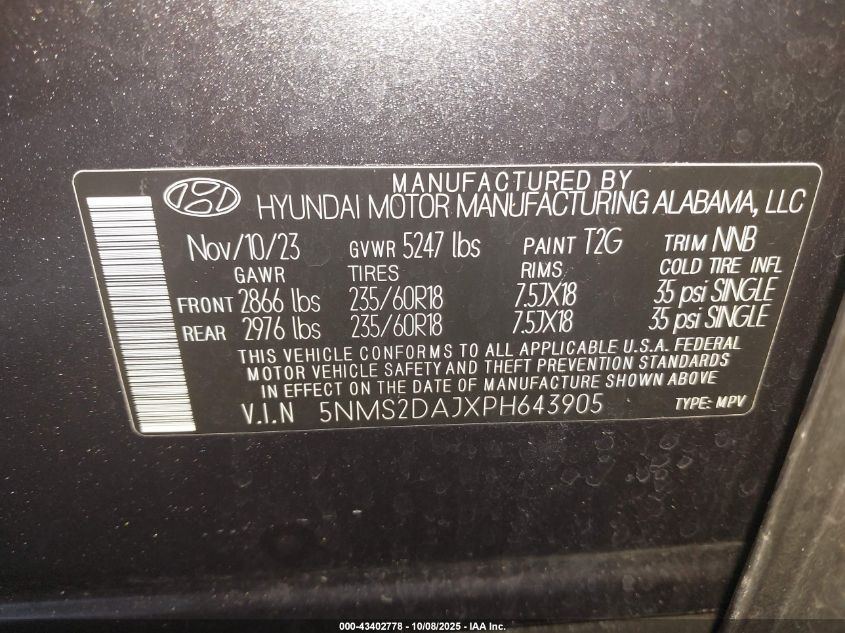 MANUFACTURED BY
HYUNDAI MOTOR MANUFACTURING ALABAMA, LLC
Nov/10/23 GVWR 5247 lbs PAINT T2G TRIM NNB
GAWR TIRES RIMS COLD TIRE INFL
FRONT 2866 lbs 235/60R18 7.5JX18 35 psi SINGLE
REAR 2976 lbs 235/60R18 7.5JX18 35 psi SINGLE
THIS VEHICLE CONFORMS TO ALL APPLICABLE U.S.A. FEDERAL
MOTOR VEHICLE SAFETY AND THEFT PREVENTION STANDARDS
IN EFFECT ON THE DATE OF MANUFACTURE SHOWN ABOVE
V.I.N 5NMS2DAJXPH643905 TYPE: MPV
000-43402778 - 10/08/2025 - IAA Inc.